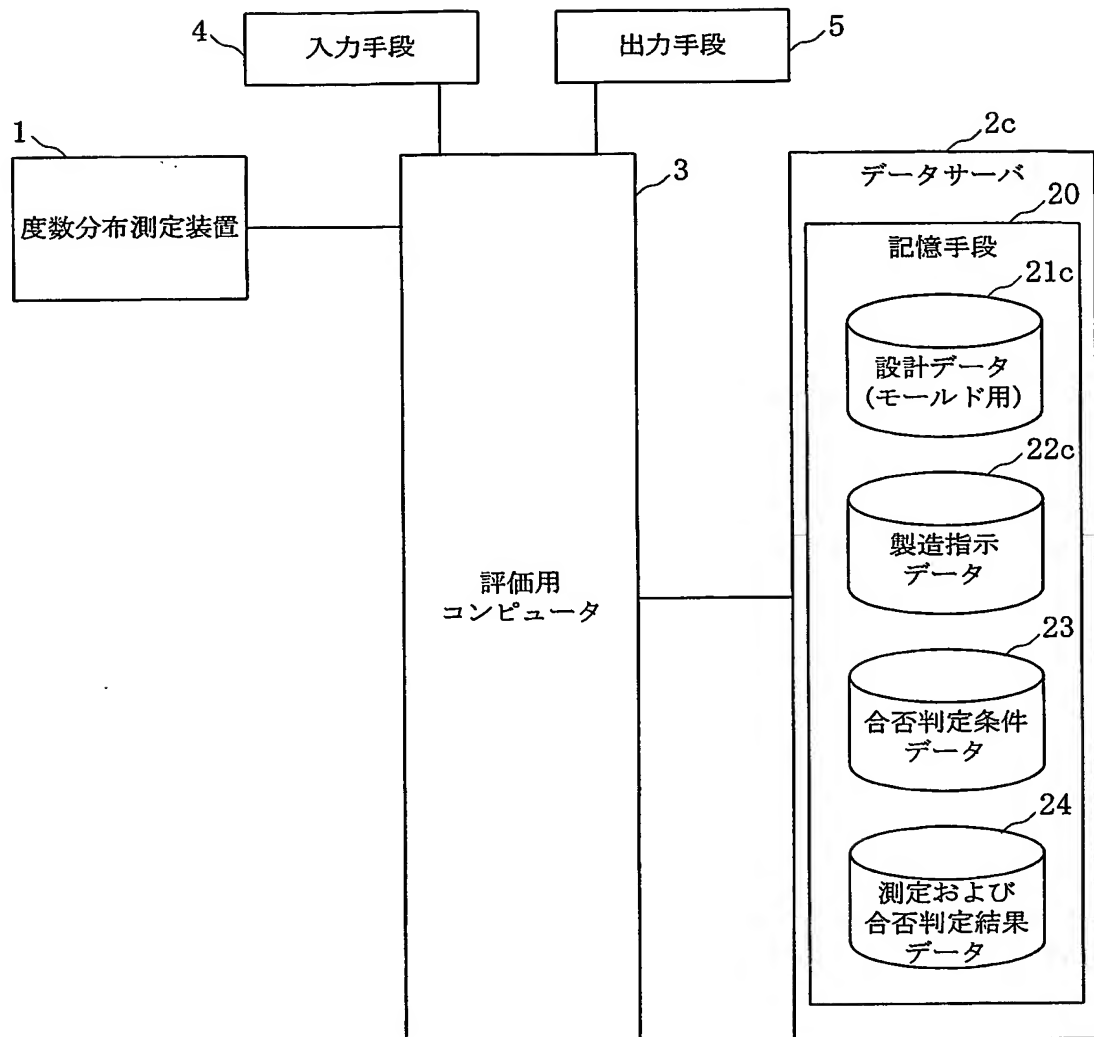 4
入力手段
出力手段
5
1
度数分布測定装置
3
評価用
コンピュータ
2c
データサーバ
20
記憶手段
21c
設計データ
(モールド用)
22c
製造指示
データ
23
合否判定条件
データ
24
測定および
合否判定結果
データ